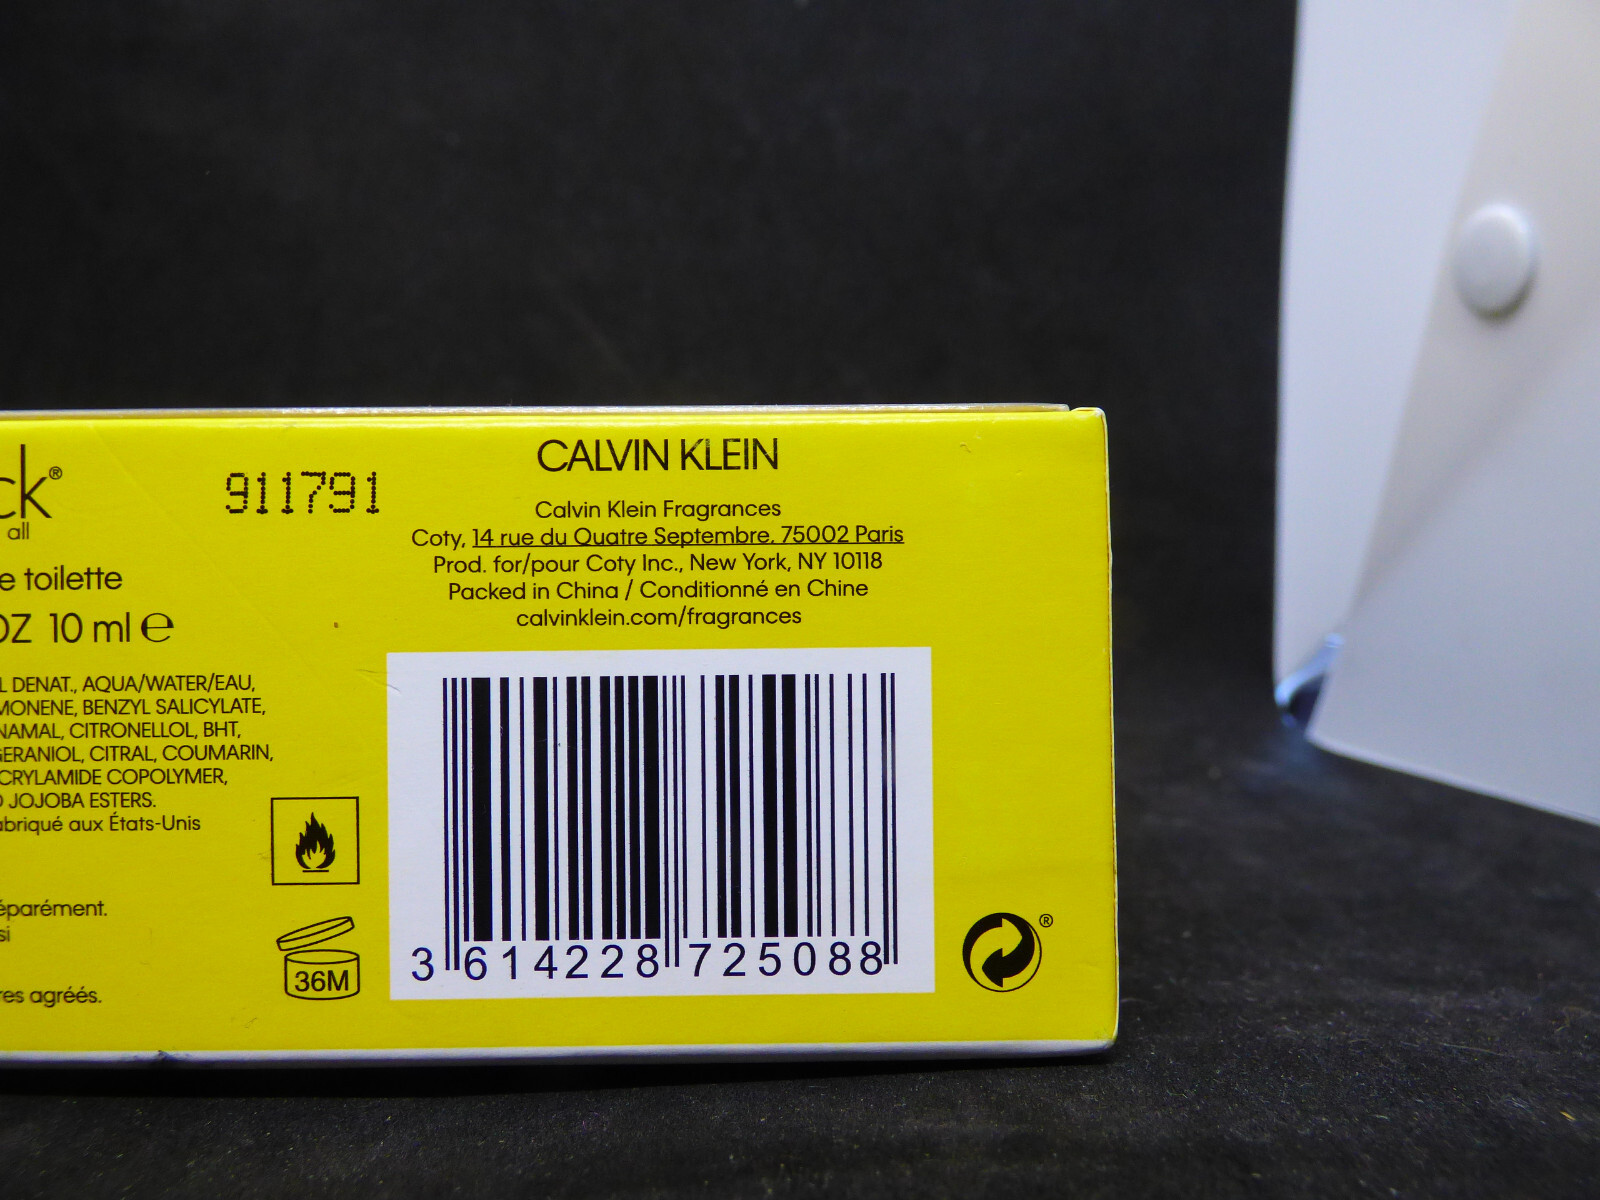 ck®
all
e toilette
OZ 10 ml ℮
L DENAT., AQUA/WATER/EAU,
MONENE, BENZYL SALICYLATE,
NAMAL, CITRONELLOL, BHT,
GERANIOL, CITRAL, COUMARIN,
CRYLAMIDE COPOLYMER,
JOJOBA ESTERS.
abriqué aux États-Unis
éparément.
si
res agréés.
911791
36M
CALVIN KLEIN
Calvin Klein Fragrances
Coty, 14 rue du Quatre Septembre, 75002 Paris
Prod. for/pour Coty Inc., New York, NY 10118
Packed in China / Conditionné en Chine
calvinklein.com/fragrances
3 614228 725088
®